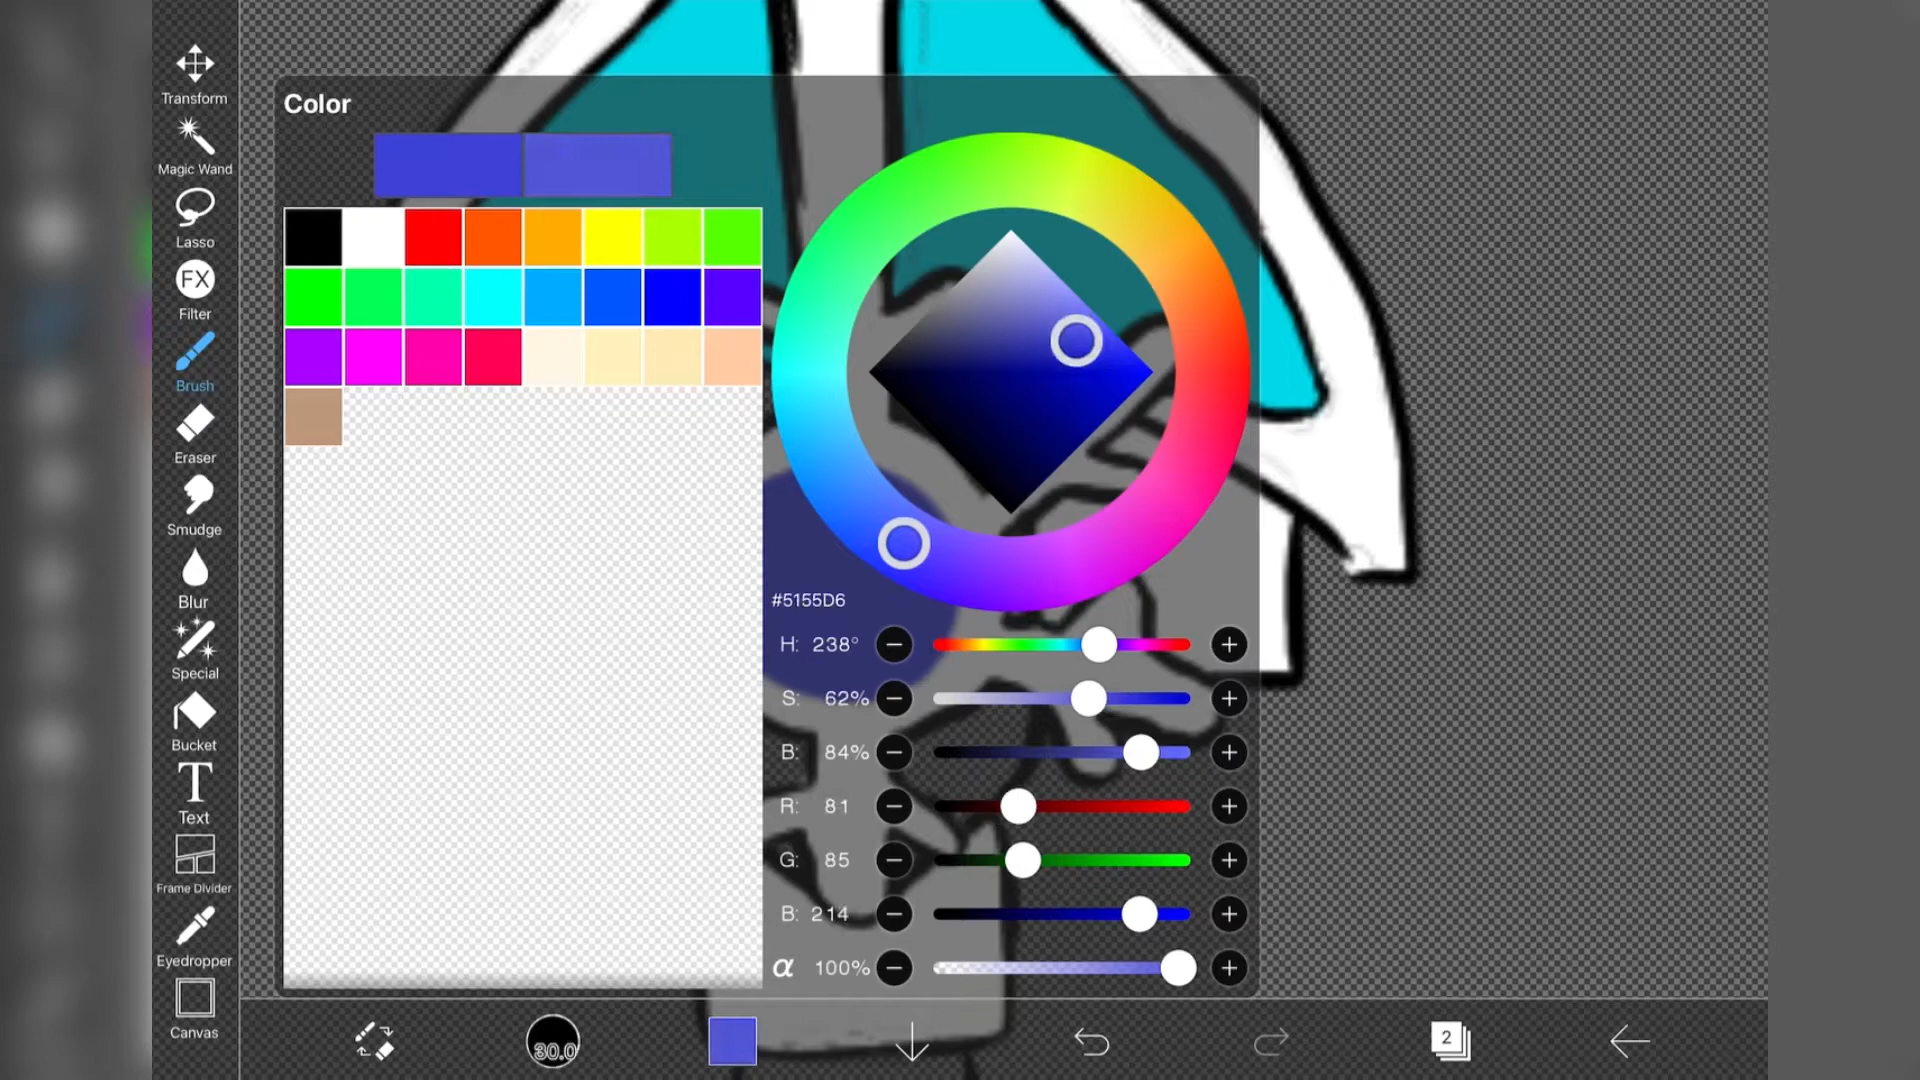 Transform
Magic Wand
Lasso
FX
Filter
Brush
Eraser
Smudge
Blur
Special
Bucket
T
Text
Frame Divider
Eyedropper
Canvas
Color
#5155D6
H: 238°
S: 62%
B: 84%
R: 81
G: 85
B: 214
α 100%
30.0
2